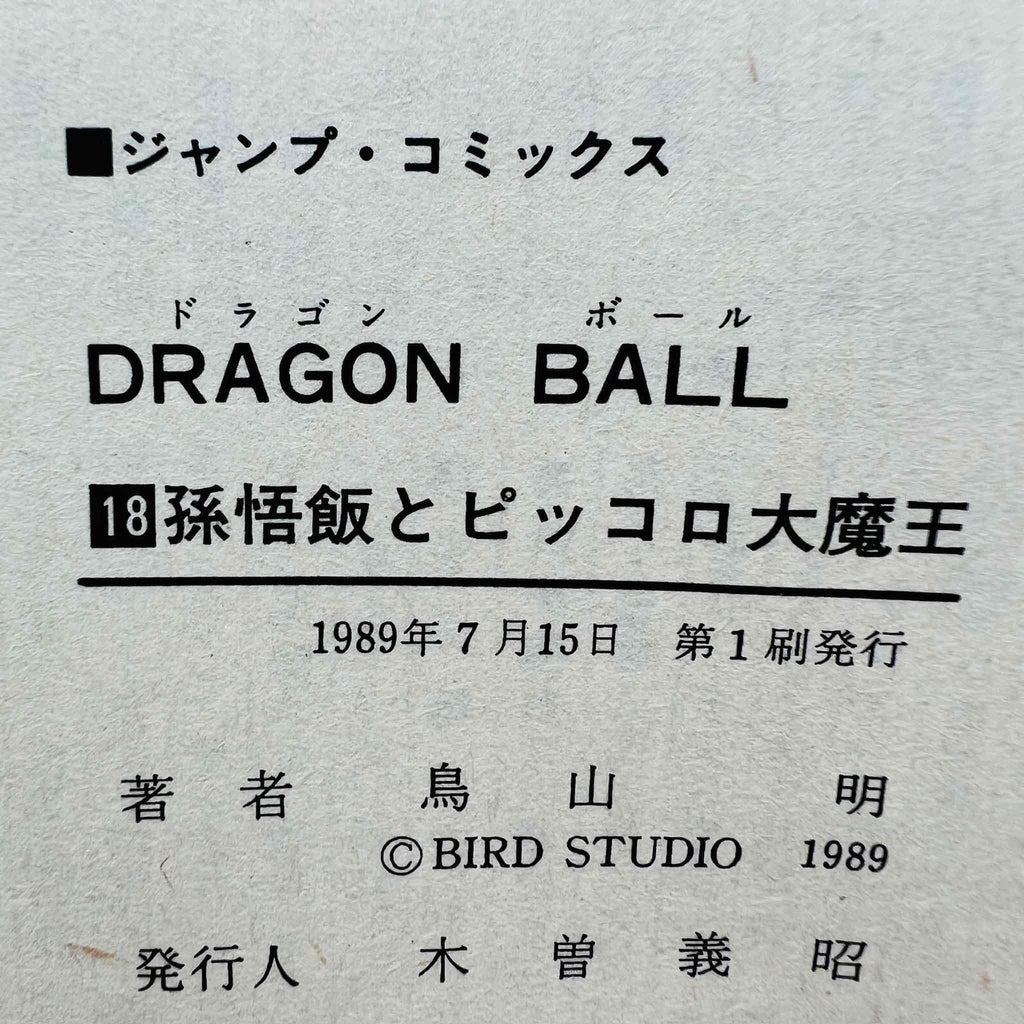 ■ジャンプ・コミックス
ドラゴン ボール
DRAGON BALL
18孫悟飯とピッコロ大魔王
1989年7月15日 第1刷発行
著者 鳥山 明
©BIRD STUDIO 1989
発行人 木曽義昭